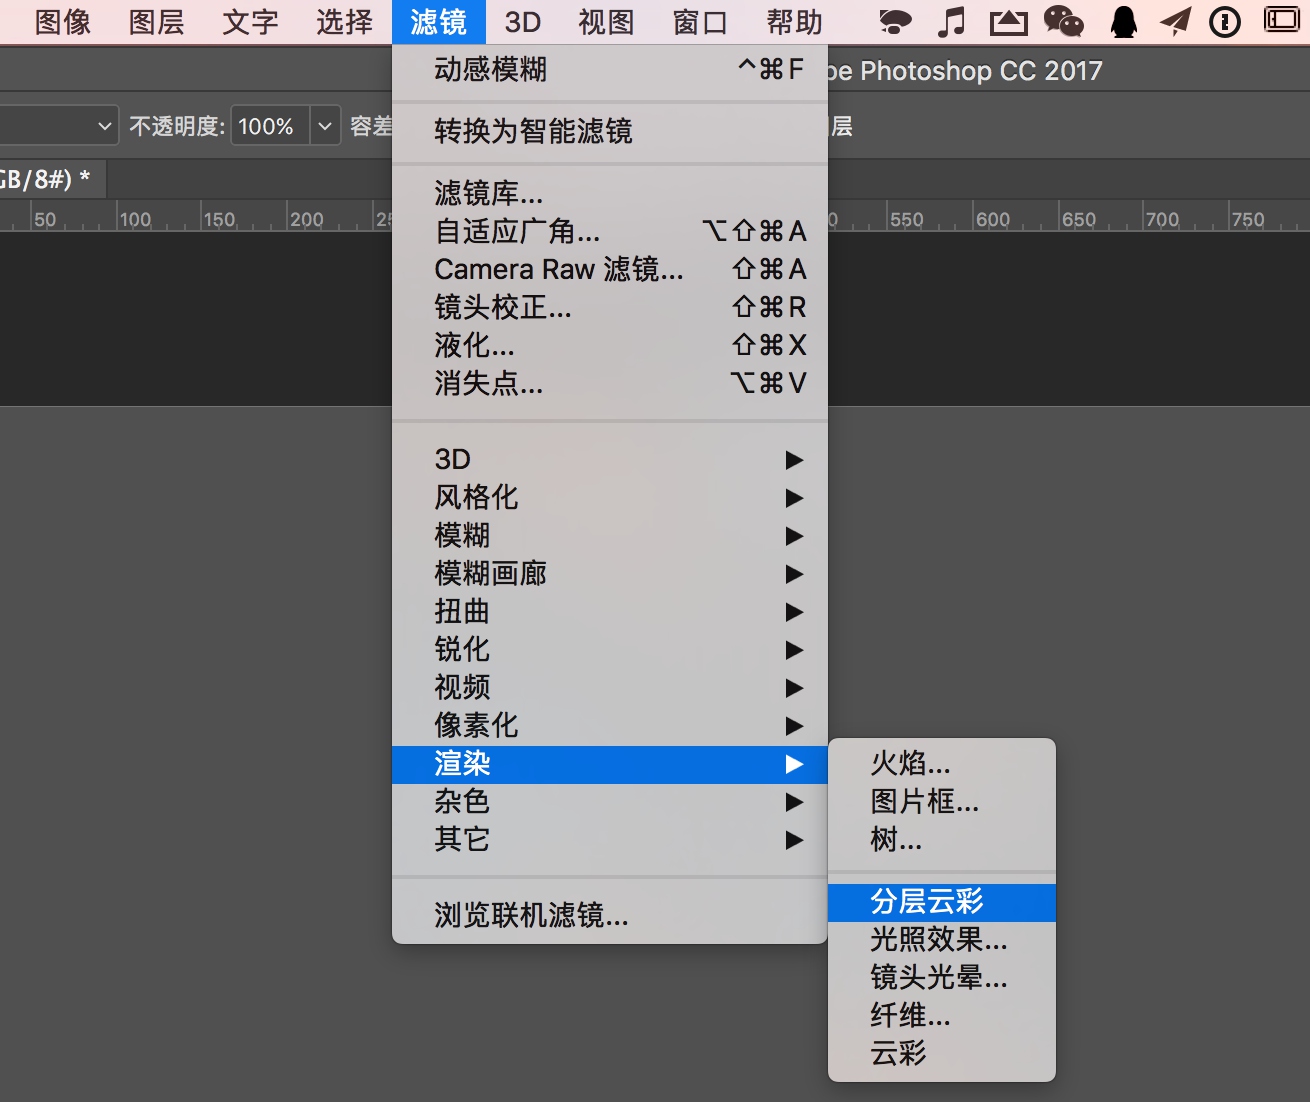 图像 图层 文字 选择 滤镜 3D 视图 窗口 帮助
动感模糊 ^⌘F
be Photoshop CC 2017
不透明度: 100% 容差
层
转换为智能滤镜
GB/8#) *
滤镜库...
50 100 150 200 25 0 550 600 650 700 750
自适应广角... ⌥⇧⌘A
Camera Raw 滤镜... ⇧⌘A
镜头校正... ⇧⌘R
液化... ⇧⌘X
消失点... ⌥⌘V
3D
风格化
模糊
模糊画廊
扭曲
锐化
视频
像素化
渲染
杂色
其它
浏览联机滤镜...
火焰...
图片框...
树...
分层云彩
光照效果...
镜头光晕...
纤维...
云彩